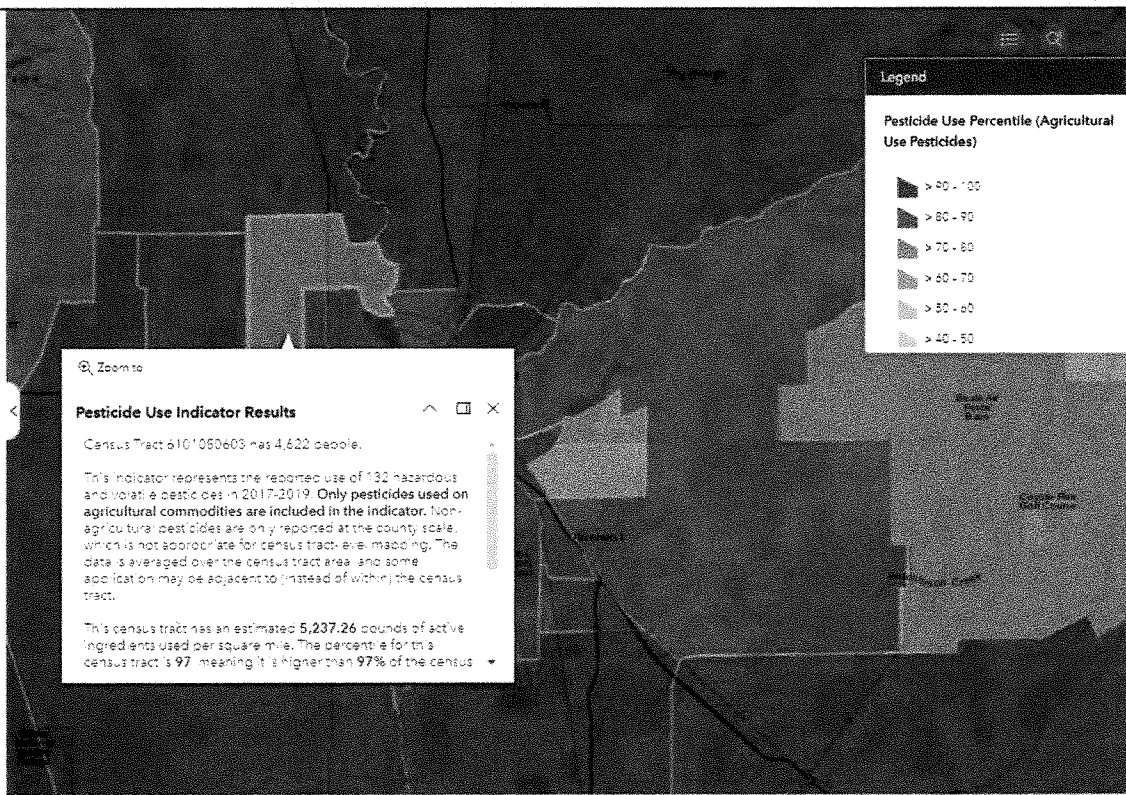 Legend
Pesticide Use Percentile (Agricultural
Use Pesticides)
> 90 - 100
> 80 - 90
> 70 - 80
> 60 - 70
> 50 - 60
> 40 - 50
Zoom to
Pesticide Use Indicator Results
Census Tract 6101050603 has 4,622 people.
This indicator represents the reported use of 132 hazardous
and volatile pesticides in 2017-2019. Only pesticides used on
agricultural commodities are included in the indicator. Non-
agricultural pesticides are only reported at the county scale,
which is not appropriate for census tract-level mapping. The
data is averaged over the census tract area, and some
application may be adjacent to (instead of within) the census
tract.
This census tract has an estimated 5,237.26 pounds of active
ingredients used per square mile. The percentile for this
census tract is 97, meaning it is higher than 97% of the census